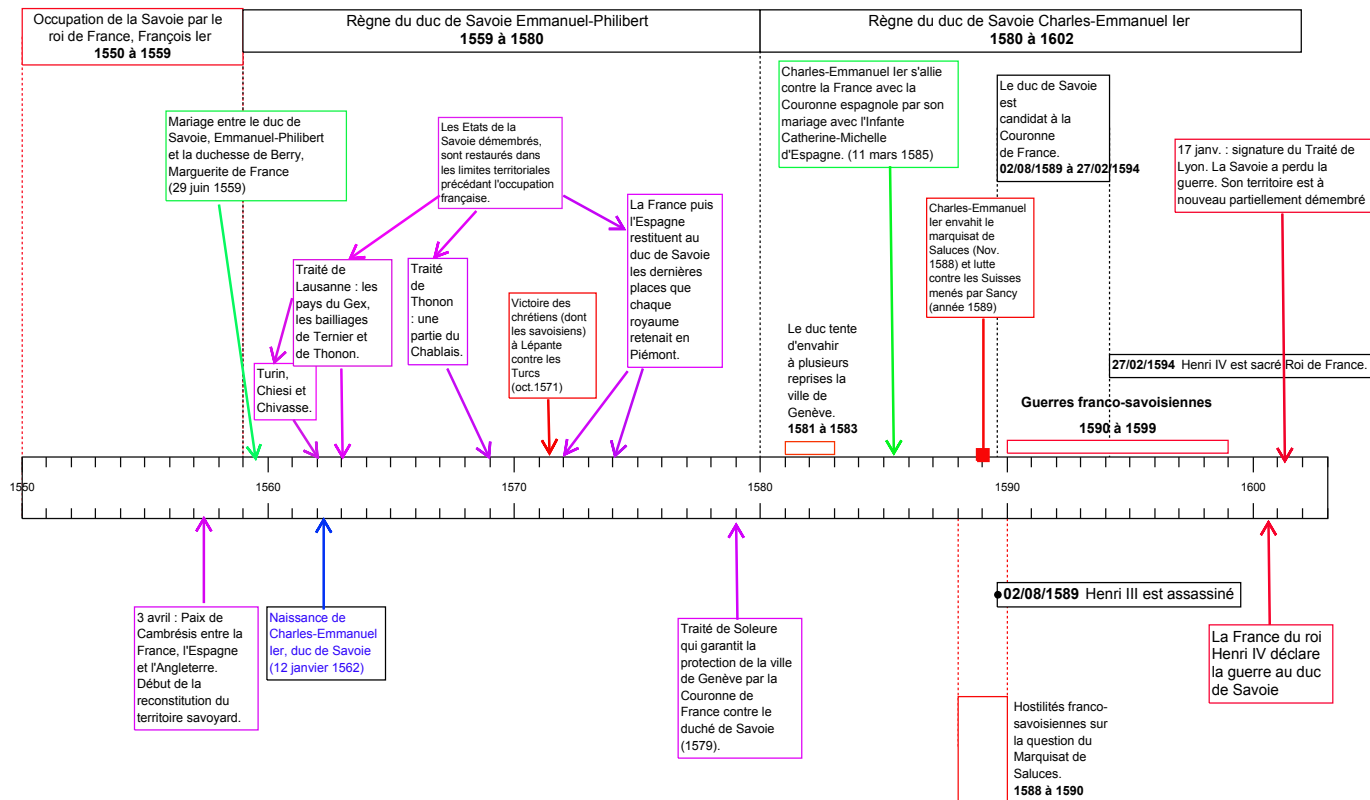 Occupation de la Savoie par le
roi de France, François Ier
1550 à 1559
Règne du duc de Savoie Emmanuel-Philibert
1559 à 1580
Règne du duc de Savoie Charles-Emmanuel Ier
1580 à 1602
Mariage entre le duc de
Savoie, Emmanuel-Philibert
et la duchesse de Berry,
Marguerite de France
(29 juin 1559)
Les Etats de la
Savoie démembrés,
sont restaurés dans
les limites territoriales
précédant l'occupation
française.
Traité de
Lausanne : les
pays du Gex,
les bailliages
de Ternier et
de Thonon.
Turin,
Chiesi et
Chivasse.
Traité
de
Thonon
: une
partie du
Chablais.
Victoire des
chrétiens (dont
les savoisiens)
à Lépante
contre les
Turcs
(oct.1571)
La France puis
l'Espagne
restituent au
duc de Savoie
les dernières
places que
chaque
royaume
retenait en
Piémont.
Charles-Emmanuel Ier s'allie
contre la France avec la
Couronne espagnole par son
mariage avec l'Infante
Catherine-Michelle
d'Espagne. (11 mars 1585)
Le duc tente
d'envahir
à plusieurs
reprises la
ville de
Genève.
1581 à 1583
Charles-Emmanuel
Ier envahit le
marquisat de
Saluces (Nov.
1588) et lutte
contre les Suisses
menés par Sancy
(année 1589)
Le duc de Savoie
est
candidat à la
Couronne
de France.
02/08/1589 à 27/02/1594
17 janv. : signature du Traité de
Lyon. La Savoie a perdu la
guerre. Son territoire est à
nouveau partiellement démembré
27/02/1594 Henri IV est sacré Roi de France.
Guerres franco-savoisiennes
1590 à 1599
1550
1560
1570
1580
1590
1600
3 avril : Paix de
Cambrésis entre la
France, l'Espagne
et l'Angleterre.
Début de la
reconstitution du
territoire savoyard.
Naissance de
Charles-Emmanuel
Ier, duc de Savoie
(12 janvier 1562)
Traité de Soleure
qui garantit la
protection de la ville
de Genève par la
Couronne de
France contre le
duché de Savoie
(1579).
02/08/1589 Henri III est assassiné
La France du roi
Henri IV déclare
la guerre au duc
de Savoie
Hostilités franco-
savoisiennes sur
la question du
Marquisat de
Saluces.
1588 à 1590